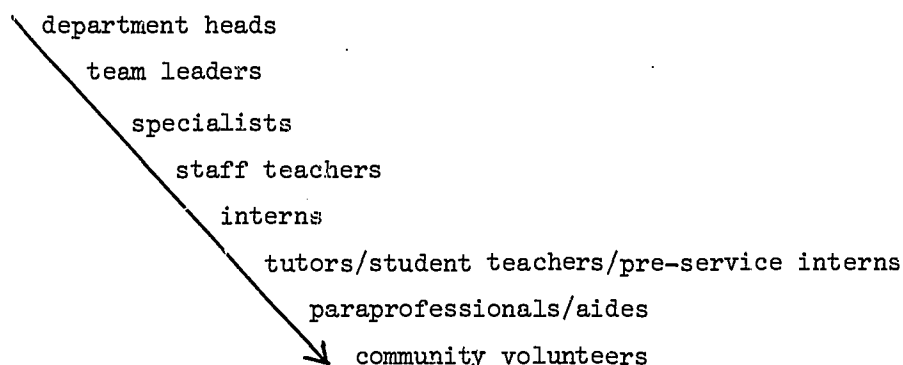 department heads
team leaders
specialists
staff teachers
interns
tutors/student teachers/pre-service interns
paraprofessionals/aides
community volunteers